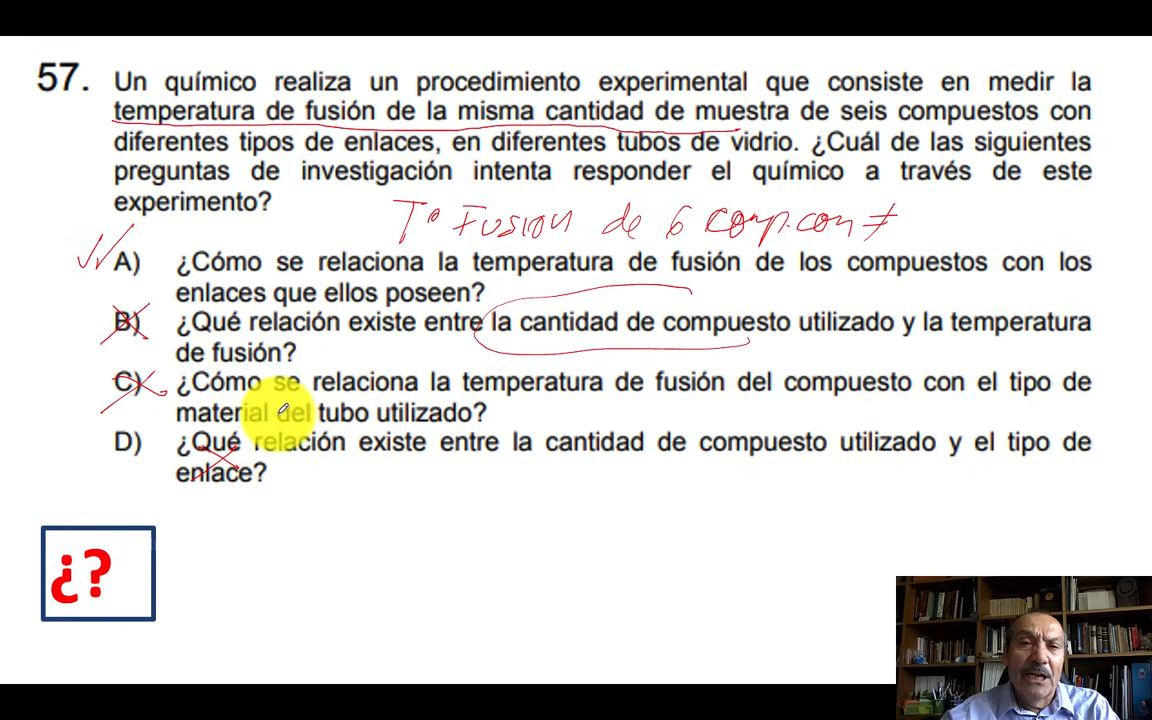 57. Un químico realiza un procedimiento experimental que consiste en medir la
temperatura de fusión de la misma cantidad de muestra de seis compuestos con
diferentes tipos de enlaces, en diferentes tubos de vidrio. ¿Cuál de las siguientes
preguntas de investigación intenta responder el químico a través de este
experimento?
Tº Fusión de 6 comp. con ≠
A) ¿Cómo se relaciona la temperatura de fusión de los compuestos con los
enlaces que ellos poseen?
B) ¿Qué relación existe entre la cantidad de compuesto utilizado y la temperatura
de fusión?
C) ¿Cómo se relaciona la temperatura de fusión del compuesto con el tipo de
material del tubo utilizado?
D) ¿Qué relación existe entre la cantidad de compuesto utilizado y el tipo de
enlace?
¿?